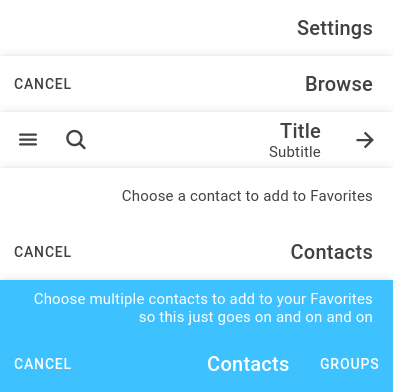 Settings
CANCEL
Browse
Title
Subtitle
Choose a contact to add to Favorites
CANCEL
Contacts
Choose multiple contacts to add to your Favorites
so this just goes on and on and on
CANCEL
Contacts
GROUPS